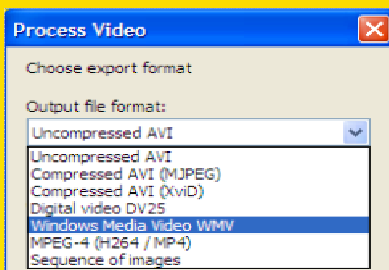 Process Video
Choose export format
Output file format:
Uncompressed AVI
Uncompressed AVI
Compressed AVI (MJPEG)
Compressed AVI (XviD)
Digital video DV25
Windows Media Video WMV
MPEG-4 (H264 / MP4)
Sequence of images